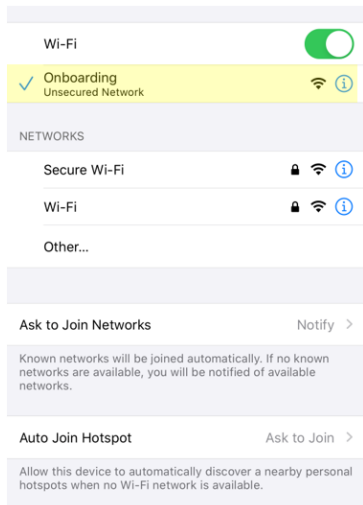 Wi-Fi
Onboarding
Unsecured Network
NETWORKS
Secure Wi-Fi
Wi-Fi
Other...
Ask to Join Networks Notify
Known networks will be joined automatically. If no known
networks are available, you will be notified of available
networks.
Auto Join Hotspot Ask to Join
Allow this device to automatically discover a nearby personal
hotspots when no Wi-Fi network is available.